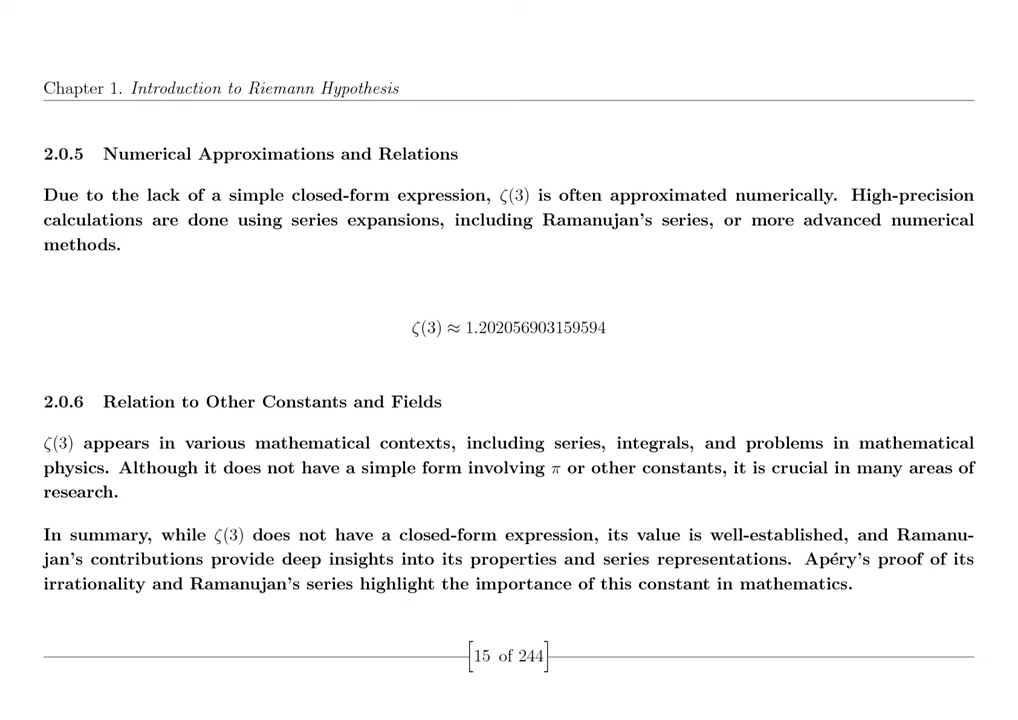 Chapter 1. Introduction to Riemann Hypothesis
2.0.5 Numerical Approximations and Relations
Due to the lack of a simple closed-form expression, ζ(3) is often approximated numerically. High-precision
calculations are done using series expansions, including Ramanujan's series, or more advanced numerical
methods.
ζ(3) ≈ 1.202056903159594
2.0.6 Relation to Other Constants and Fields
ζ(3) appears in various mathematical contexts, including series, integrals, and problems in mathematical
physics. Although it does not have a simple form involving π or other constants, it is crucial in many areas of
research.
In summary, while ζ(3) does not have a closed-form expression, its value is well-established, and Ramanu-
jan's contributions provide deep insights into its properties and series representations. Apéry's proof of its
irrationality and Ramanujan's series highlight the importance of this constant in mathematics.
[15 of 244]